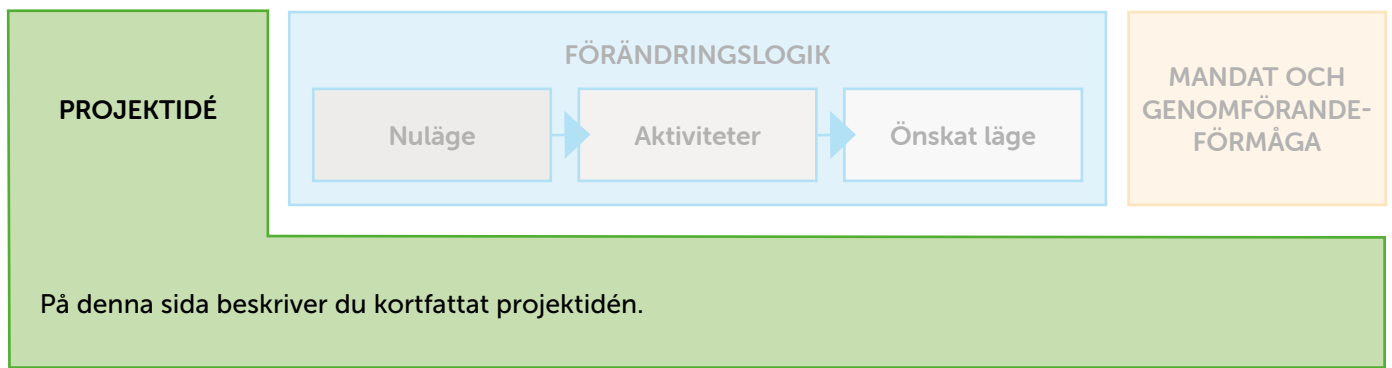 PROJEKTIDÉ
FÖRÄNDRINGSLOGIK
Nuläge
Aktiviteter
Önskat läge
MANDAT OCH
GENOMFÖRANDE-
FÖRMÅGA
På denna sida beskriver du kortfattat projektidén.